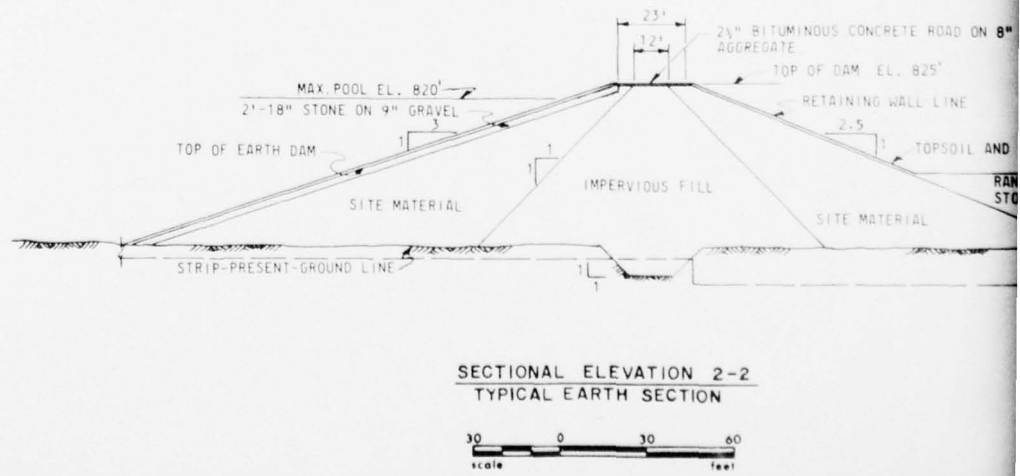 23'
12'
2½" BITUMINOUS CONCRETE ROAD ON 8"
AGGREGATE.
TOP OF DAM EL. 825'
MAX. POOL EL. 820'
2'-18" STONE ON 9" GRAVEL
RETAINING WALL LINE
3
1
2.5
1
TOP OF EARTH DAM
TOPSOIL AND
1
1
IMPERVIOUS FILL
RAN
STO
SITE MATERIAL
SITE MATERIAL
STRIP-PRESENT-GROUND LINE
1
1
SECTIONAL ELEVATION 2-2
TYPICAL EARTH SECTION
30 0 30 60
scale feet